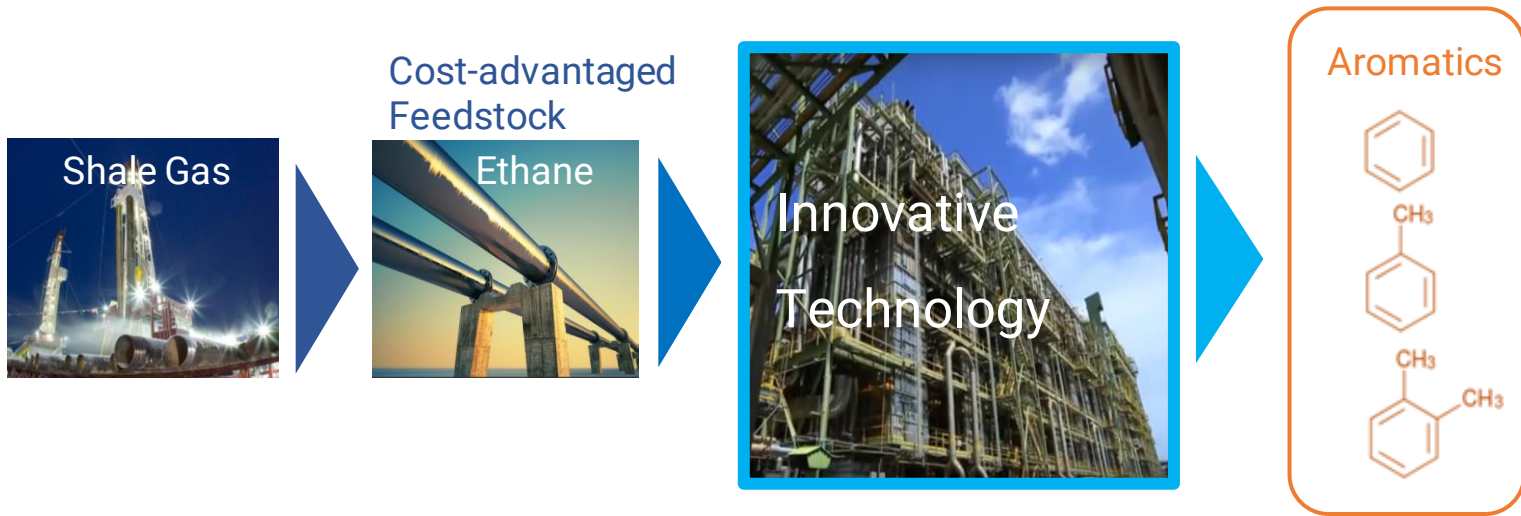 Cost-advantaged
Feedstock
Shale Gas
Ethane
Innovative
Technology
Aromatics
CH3
CH3
CH3